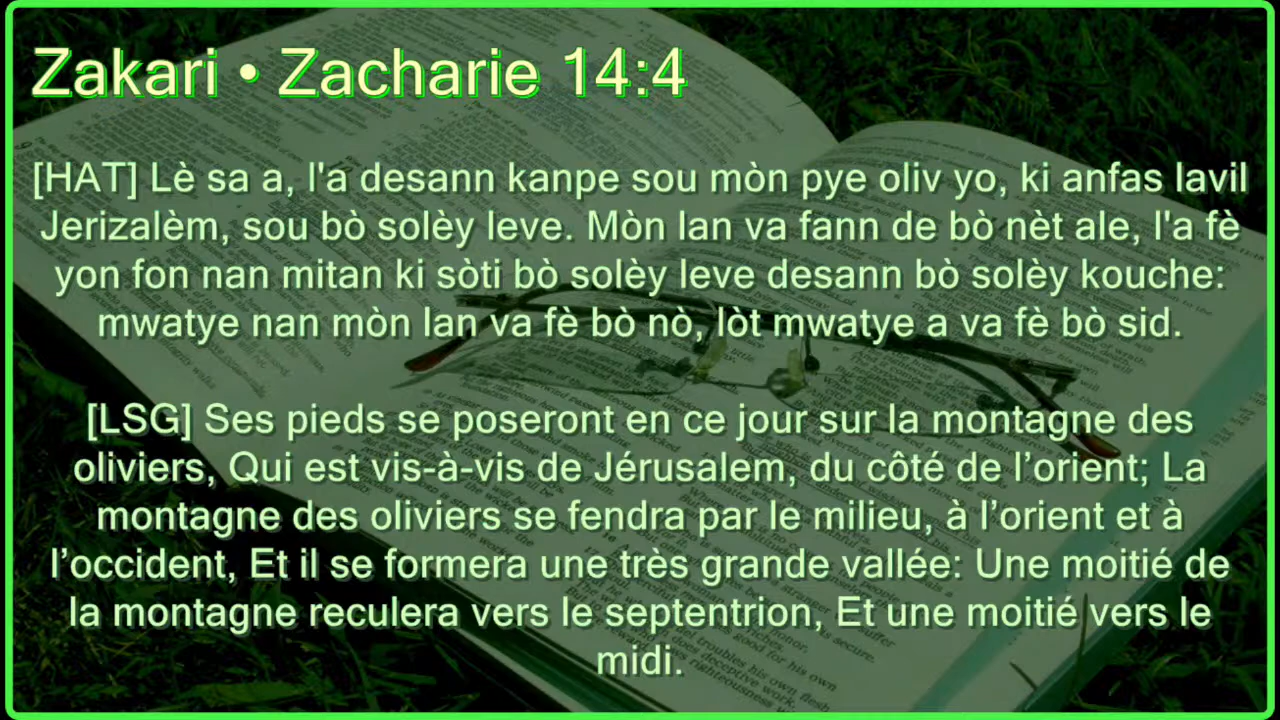 Zakari • Zacharie 14:4
[HAT] Lè sa a, l'a desann kanpe sou mòn pye oliv yo, ki anfas lavil
Jerizalèm, sou bò solèy leve. Mòn lan va fann de bò nèt ale, l'a fè
yon fon nan mitan ki sòti bò solèy leve desann bò solèy kouche:
mwatye nan mòn lan va fè bò nò, lòt mwatye a va fè bò sid.
[LSG] Ses pieds se poseront en ce jour sur la montagne des
oliviers, Qui est vis-à-vis de Jérusalem, du côté de l’orient; La
montagne des oliviers se fendra par le milieu, à l’orient et à
l’occident, Et il se formera une très grande vallée: Une moitié de
la montagne reculera vers le septentrion, Et une moitié vers le
midi.